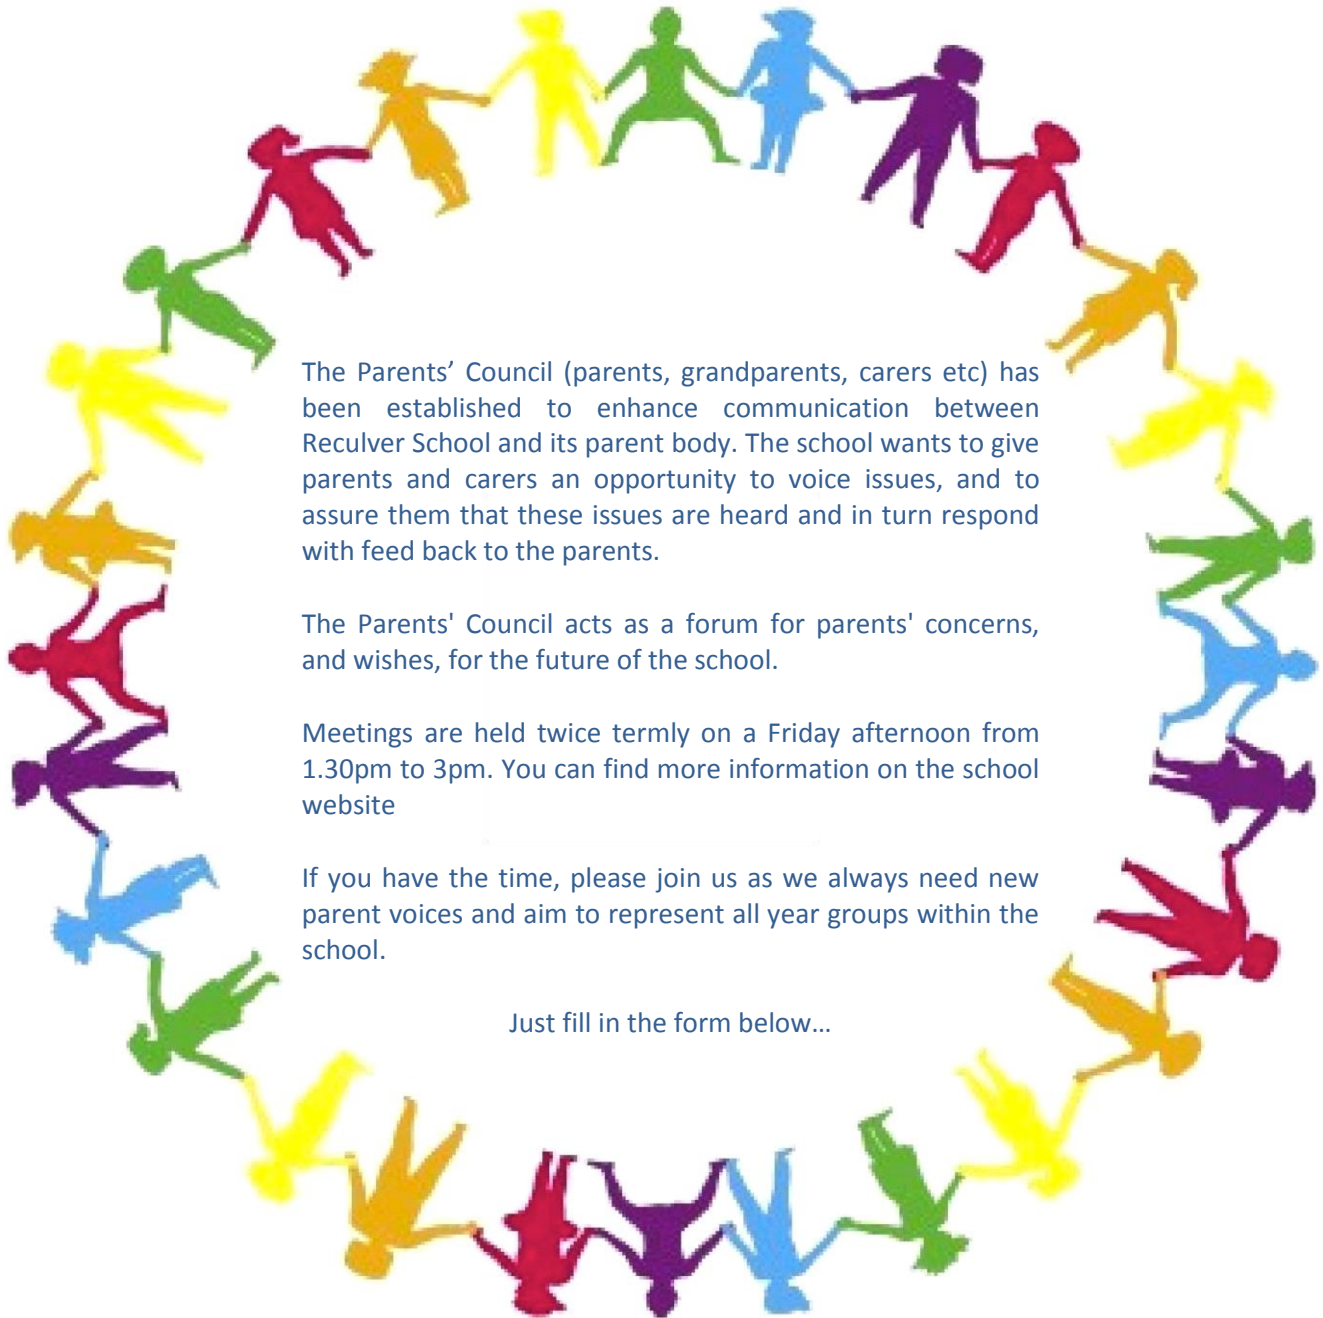 The Parents’ Council (parents, grandparents, carers etc) has
been established to enhance communication between
Reculver School and its parent body. The school wants to give
parents and carers an opportunity to voice issues, and to
assure them that these issues are heard and in turn respond
with feed back to the parents.
The Parents' Council acts as a forum for parents' concerns,
and wishes, for the future of the school.
Meetings are held twice termly on a Friday afternoon from
1.30pm to 3pm. You can find more information on the school
website
If you have the time, please join us as we always need new
parent voices and aim to represent all year groups within the
school.
Just fill in the form below…